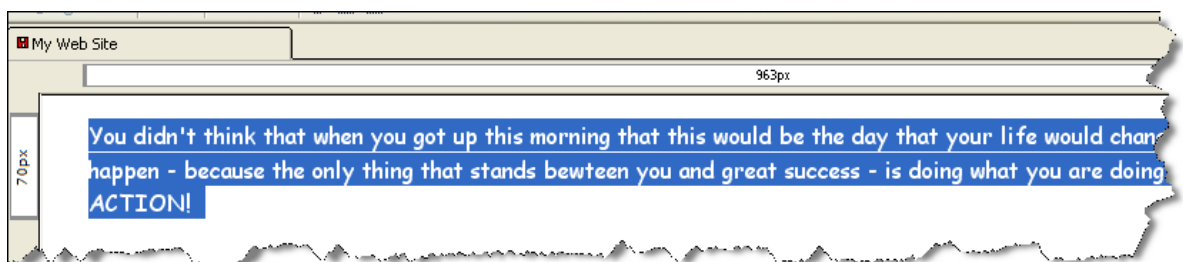 My Web Site
963px
70px
You didn't think that when you got up this morning that this would be the day that your life would
happen - because the only thing that stands bewteen you and great success - is doing what you are doing
ACTION!